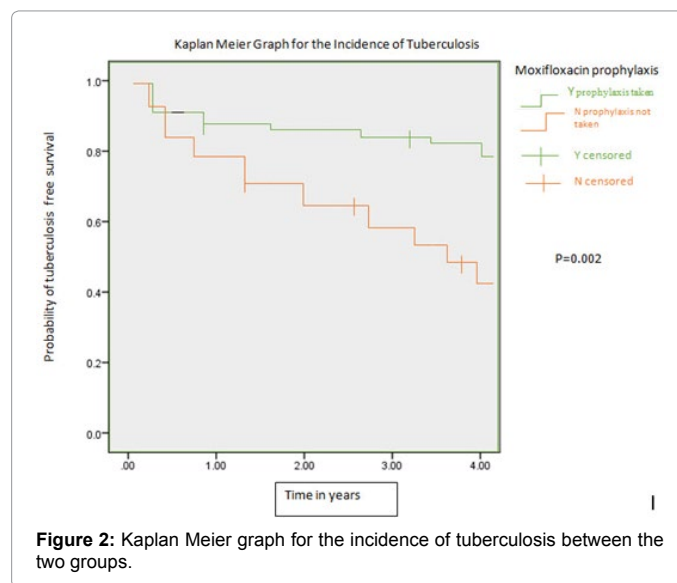 Kaplan Meier Graph for the Incidence of Tuberculosis
Moxifloxacin prophylaxis
Y prophylaxis taken
N prophylaxis not
taken
Y censored
N censored
P=0.002
Probability of tuberculosis free survival
1.0
0.8
0.6
0.4
0.2
0.0
.00
1.00
2.00
3.00
4.00
Time in years
Figure 2: Kaplan Meier graph for the incidence of tuberculosis between the
two groups.